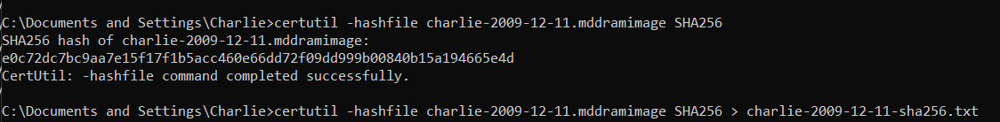 C:\Documents and Settings\Charlie>certutil -hashfile charlie-2009-12-11.mddramimage SHA256
SHA256 hash of charlie-2009-12-11.mddramimage:
e0c72dc7bc9aa7e15f17f1b5acc460e66dd72f09dd999b00840b15a194665e4d
CertUtil: -hashfile command completed successfully.
C:\Documents and Settings\Charlie>certutil -hashfile charlie-2009-12-11.mddramimage SHA256 > charlie-2009-12-11-sha256.txt